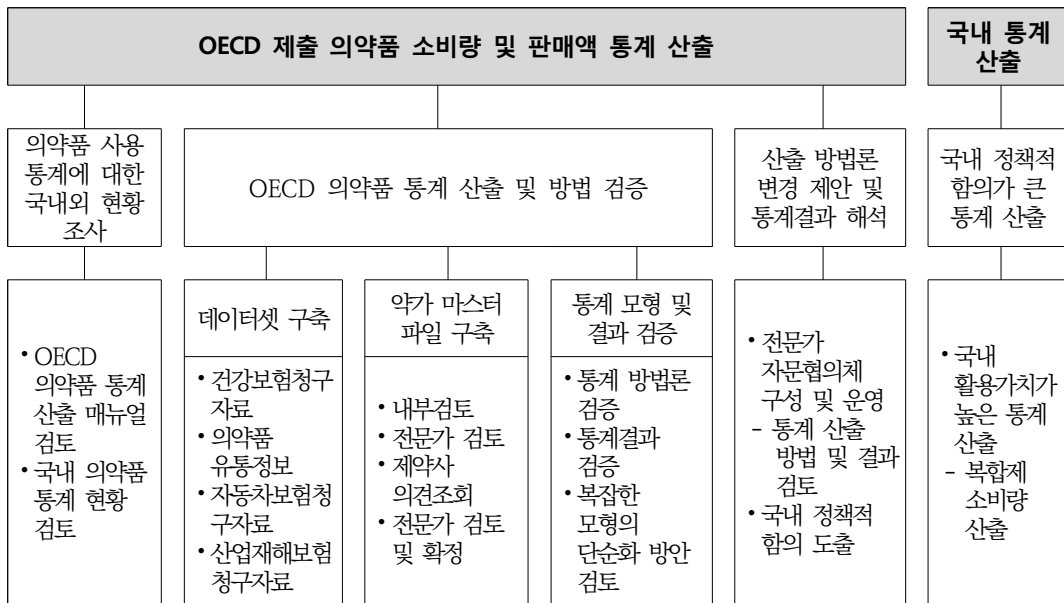 OECD 제출 의약품 소비량 및 판매액 통계 산출
국내 통계
산출
의약품 사용
통계에 대한
국내외 현황
조사
OECD 의약품 통계 산출 및 방법 검증
산출 방법론
변경 제안 및
통계결과 해석
국내 정책적
함의가 큰
통계 산출
• OECD
의약품 통계
산출 매뉴얼
검토
• 국내 의약품
통계 현황
검토
데이터셋 구축
• 건강보험청구
자료
• 의약품
유통정보
• 자동차보험청
구자료
• 산업재해보험
청구자료
약가 마스터
파일 구축
• 내부검토
• 전문가 검토
• 제약사
의견조회
• 전문가 검토
및 확정
통계 모형 및
결과 검증
• 통계 방법론
검증
• 통계결과
검증
• 복잡한
모형의
단순화 방안
검토
• 전문가
자문협의체
구성 및 운영
- 통계 산출
방법 및 결과
검토
• 국내 정책적
함의 도출
• 국내
활용가치가
높은 통계
산출
- 복합제
소비량
산출